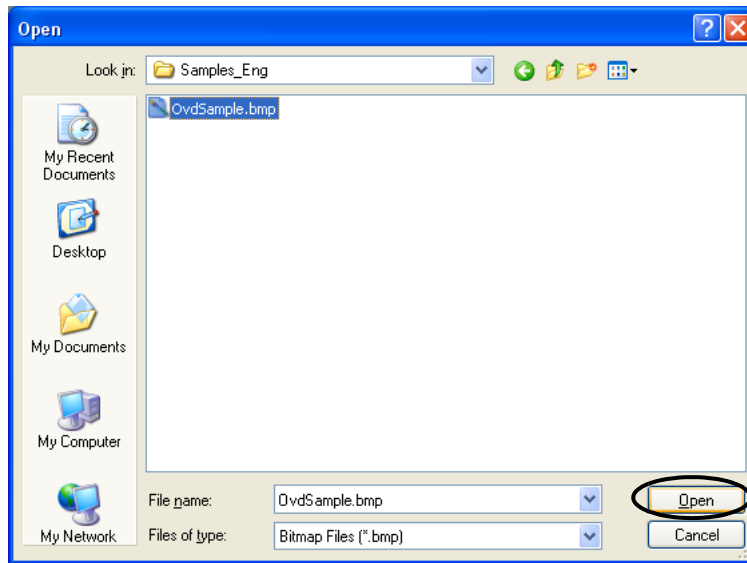 Open
Look in: Samples_Eng
OvdSample.bmp
My Recent
Documents
Desktop
My Documents
My Computer
My Network
File name: OvdSample.bmp Open
Files of type: Bitmap Files (*.bmp) Cancel